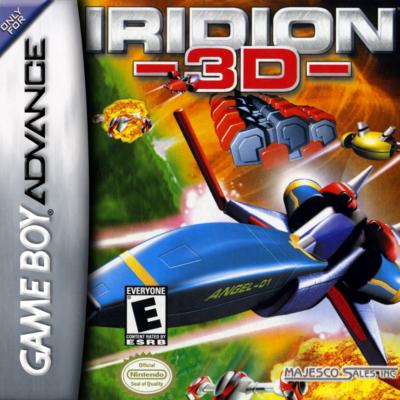 ONLY
FOR
GAME BOY ADVANCE
IRIDION
-3D-
ANGEL-01
EVERYONE
E
CONTENT RATED BY
ESRB
Official
Nintendo
Seal of Quality
MAJESCO SALES, INC.